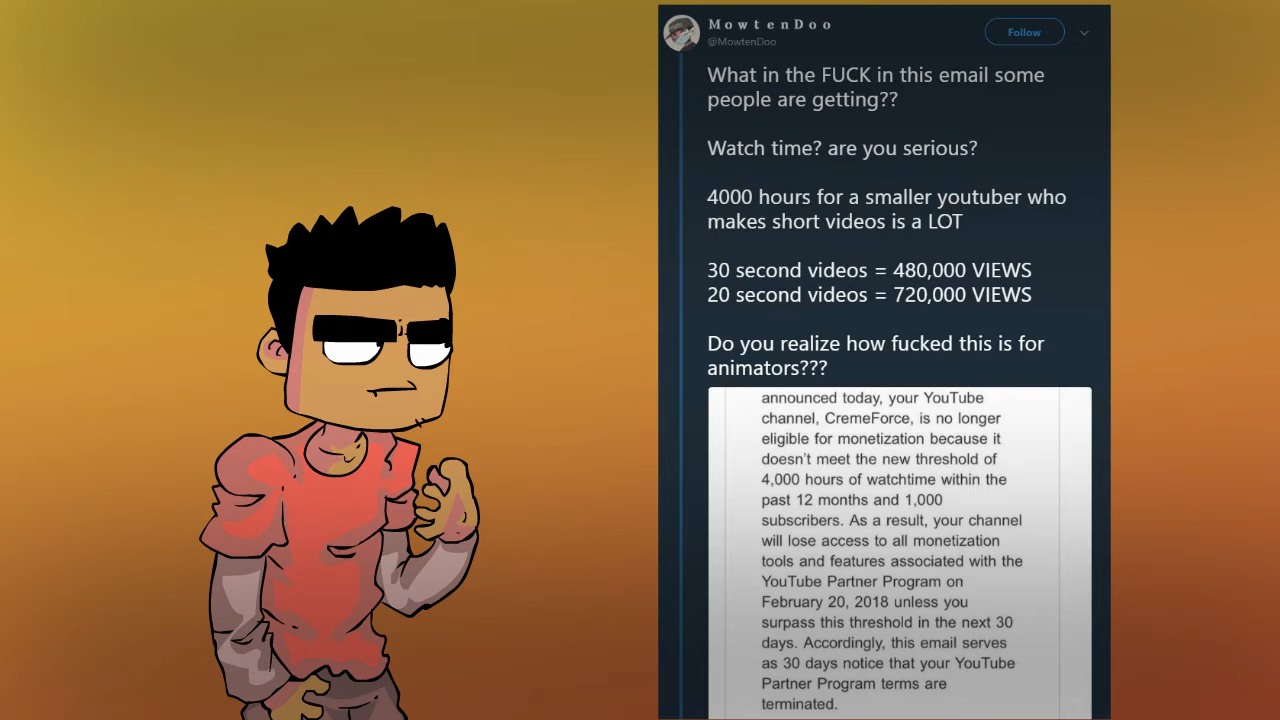 MowtenDoo
@MowtenDoo
Follow
What in the FUCK in this email some
people are getting??
Watch time? are you serious?
4000 hours for a smaller youtuber who
makes short videos is a LOT
30 second videos = 480,000 VIEWS
20 second videos = 720,000 VIEWS
Do you realize how fucked this is for
animators???
announced today, your YouTube
channel, CremeForce, is no longer
eligible for monetization because it
doesn't meet the new threshold of
4,000 hours of watchtime within the
past 12 months and 1,000
subscribers. As a result, your channel
will lose access to all monetization
tools and features associated with the
YouTube Partner Program on
February 20, 2018 unless you
surpass this threshold in the next 30
days. Accordingly, this email serves
as 30 days notice that your YouTube
Partner Program terms are
terminated.